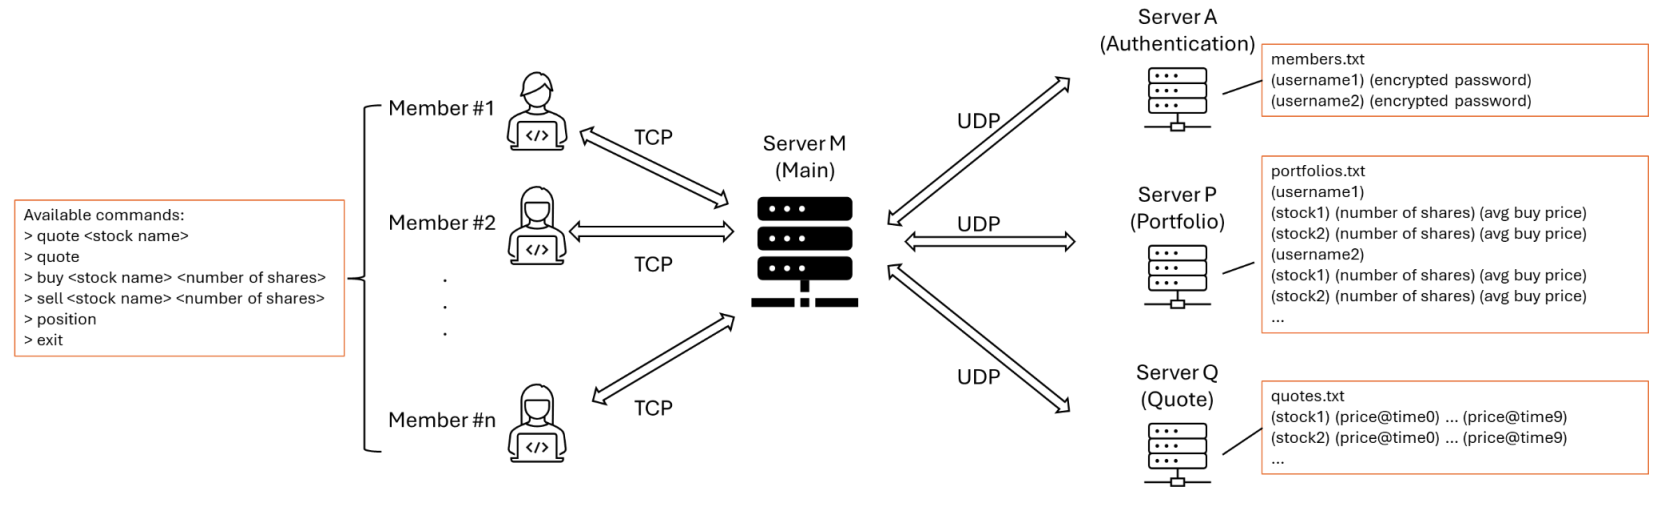 Available commands:
> quote <stock name>
> quote
> buy <stock name> <number of shares>
> sell <stock name> <number of shares>
> position
> exit
Member #1
Member #2
.
.
.
Member #n
TCP
TCP
TCP
Server M
(Main)
UDP
UDP
UDP
Server A
(Authentication)
members.txt
(username1) (encrypted password)
(username2) (encrypted password)
Server P
(Portfolio)
portfolios.txt
(username1)
(stock1) (number of shares) (avg buy price)
(stock2) (number of shares) (avg buy price)
(username2)
(stock1) (number of shares) (avg buy price)
(stock2) (number of shares) (avg buy price)
...
Server Q
(Quote)
quotes.txt
(stock1) (price@time0) ... (price@time9)
(stock2) (price@time0) ... (price@time9)
...